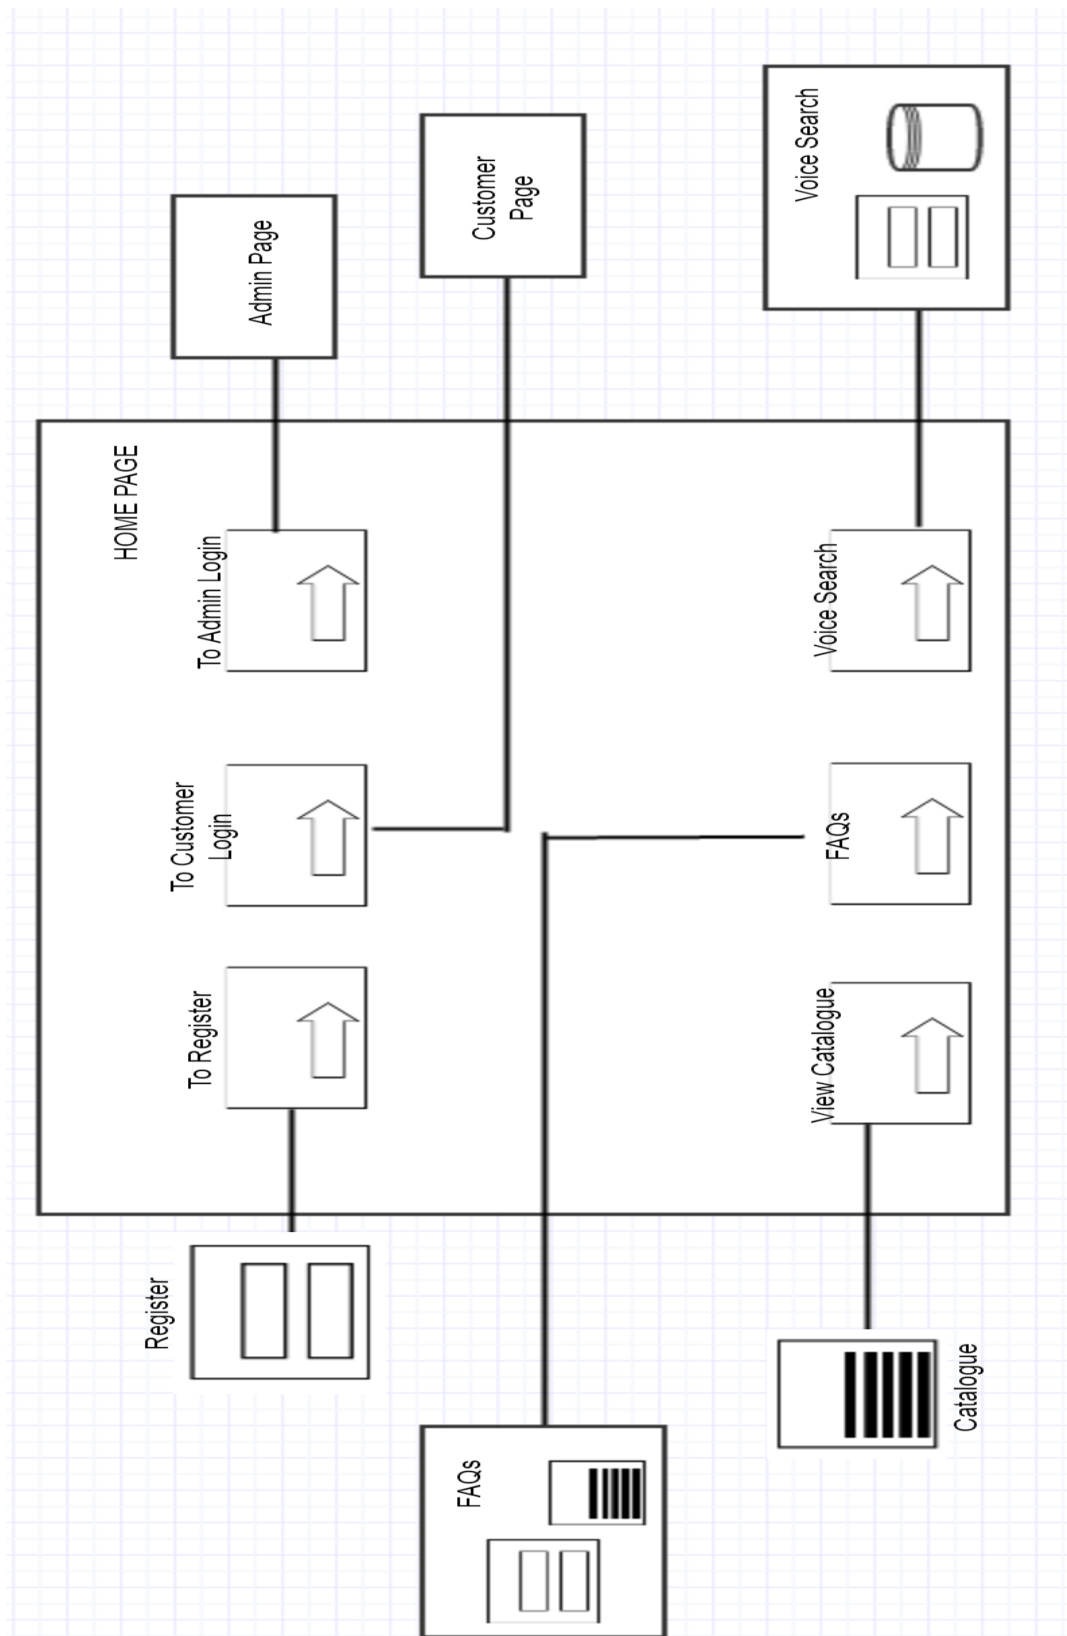 HOME PAGE
Register
To Register
To Customer
Login
To Admin Login
Admin Page
FAQs
Customer
Page
Catalogue
View Catalogue
FAQs
Voice Search
Voice Search